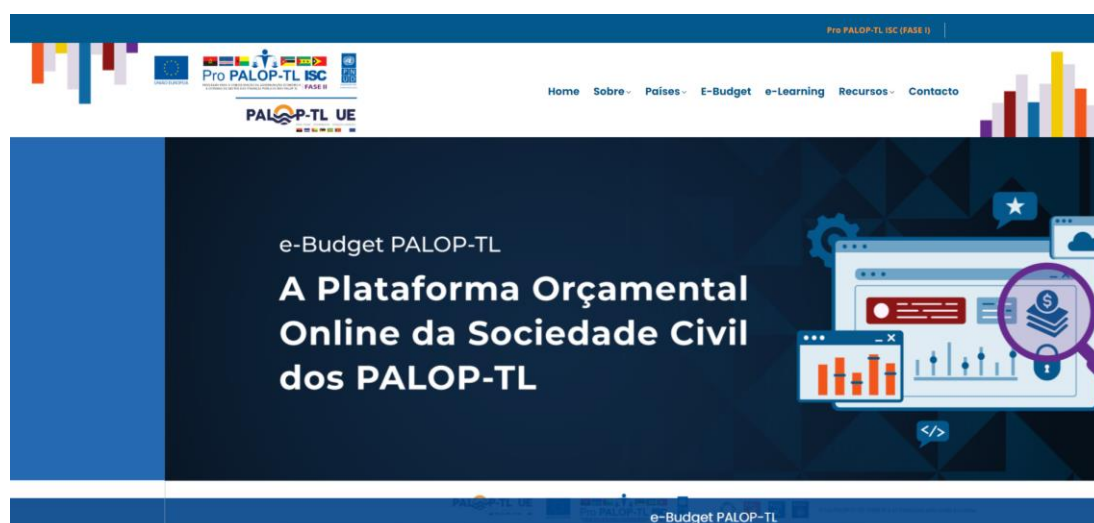 Pro PALOP-TL ISC (FASE I)
UNIÃO EUROPEIA
Pro PALOP-TL ISC
FASE II
PALOP-TL UE
Home Sobre Países E-Budget e-Learning Recursos Contacto
e-Budget PALOP-TL
A Plataforma Orçamental
Online da Sociedade Civil
dos PALOP-TL
</>
PALOP-TL UE
Pro PALOP-TL
e-Budget PALOP-TL